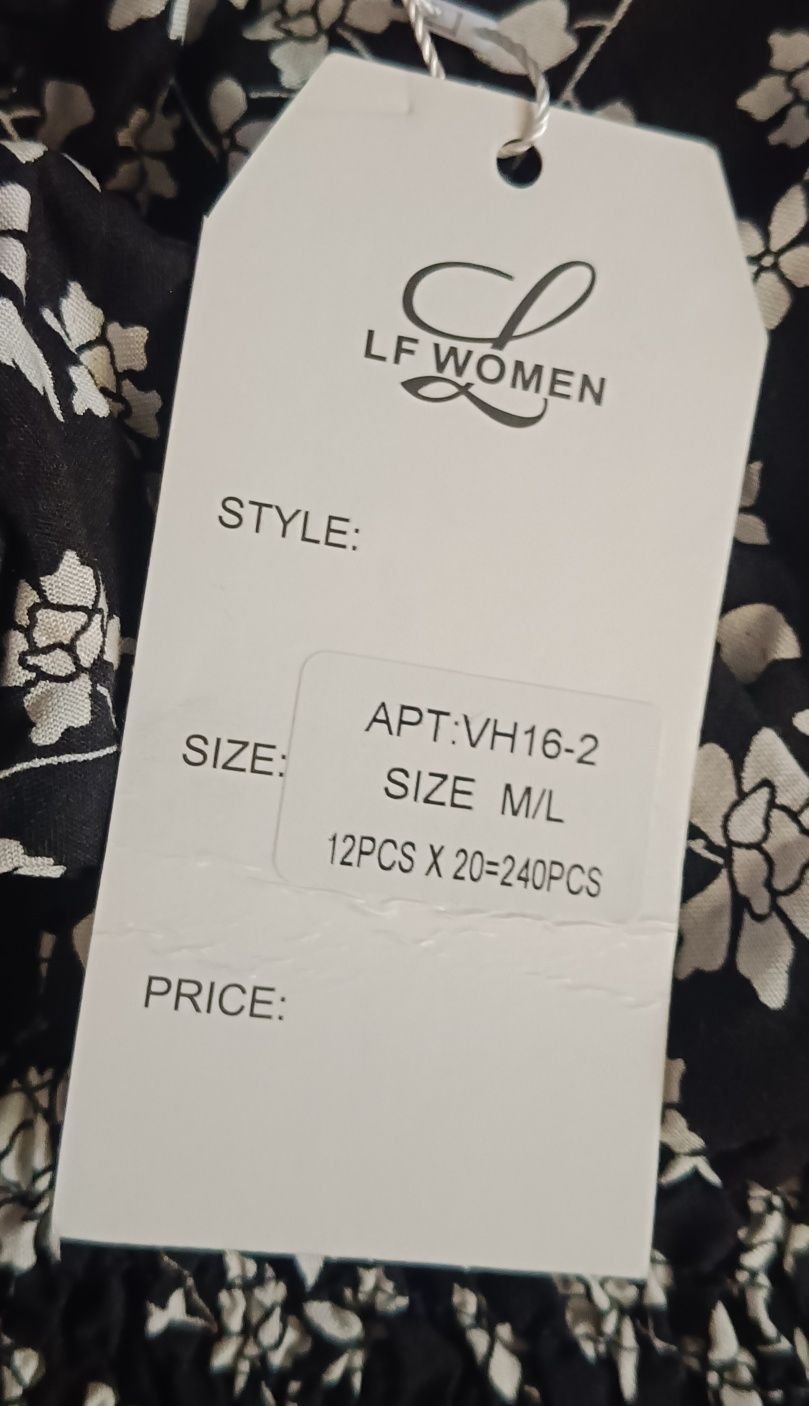 LF WOMEN
STYLE:
SIZE:
APT:VH16-2
SIZE M/L
12PCS X 20=240PCS
PRICE: